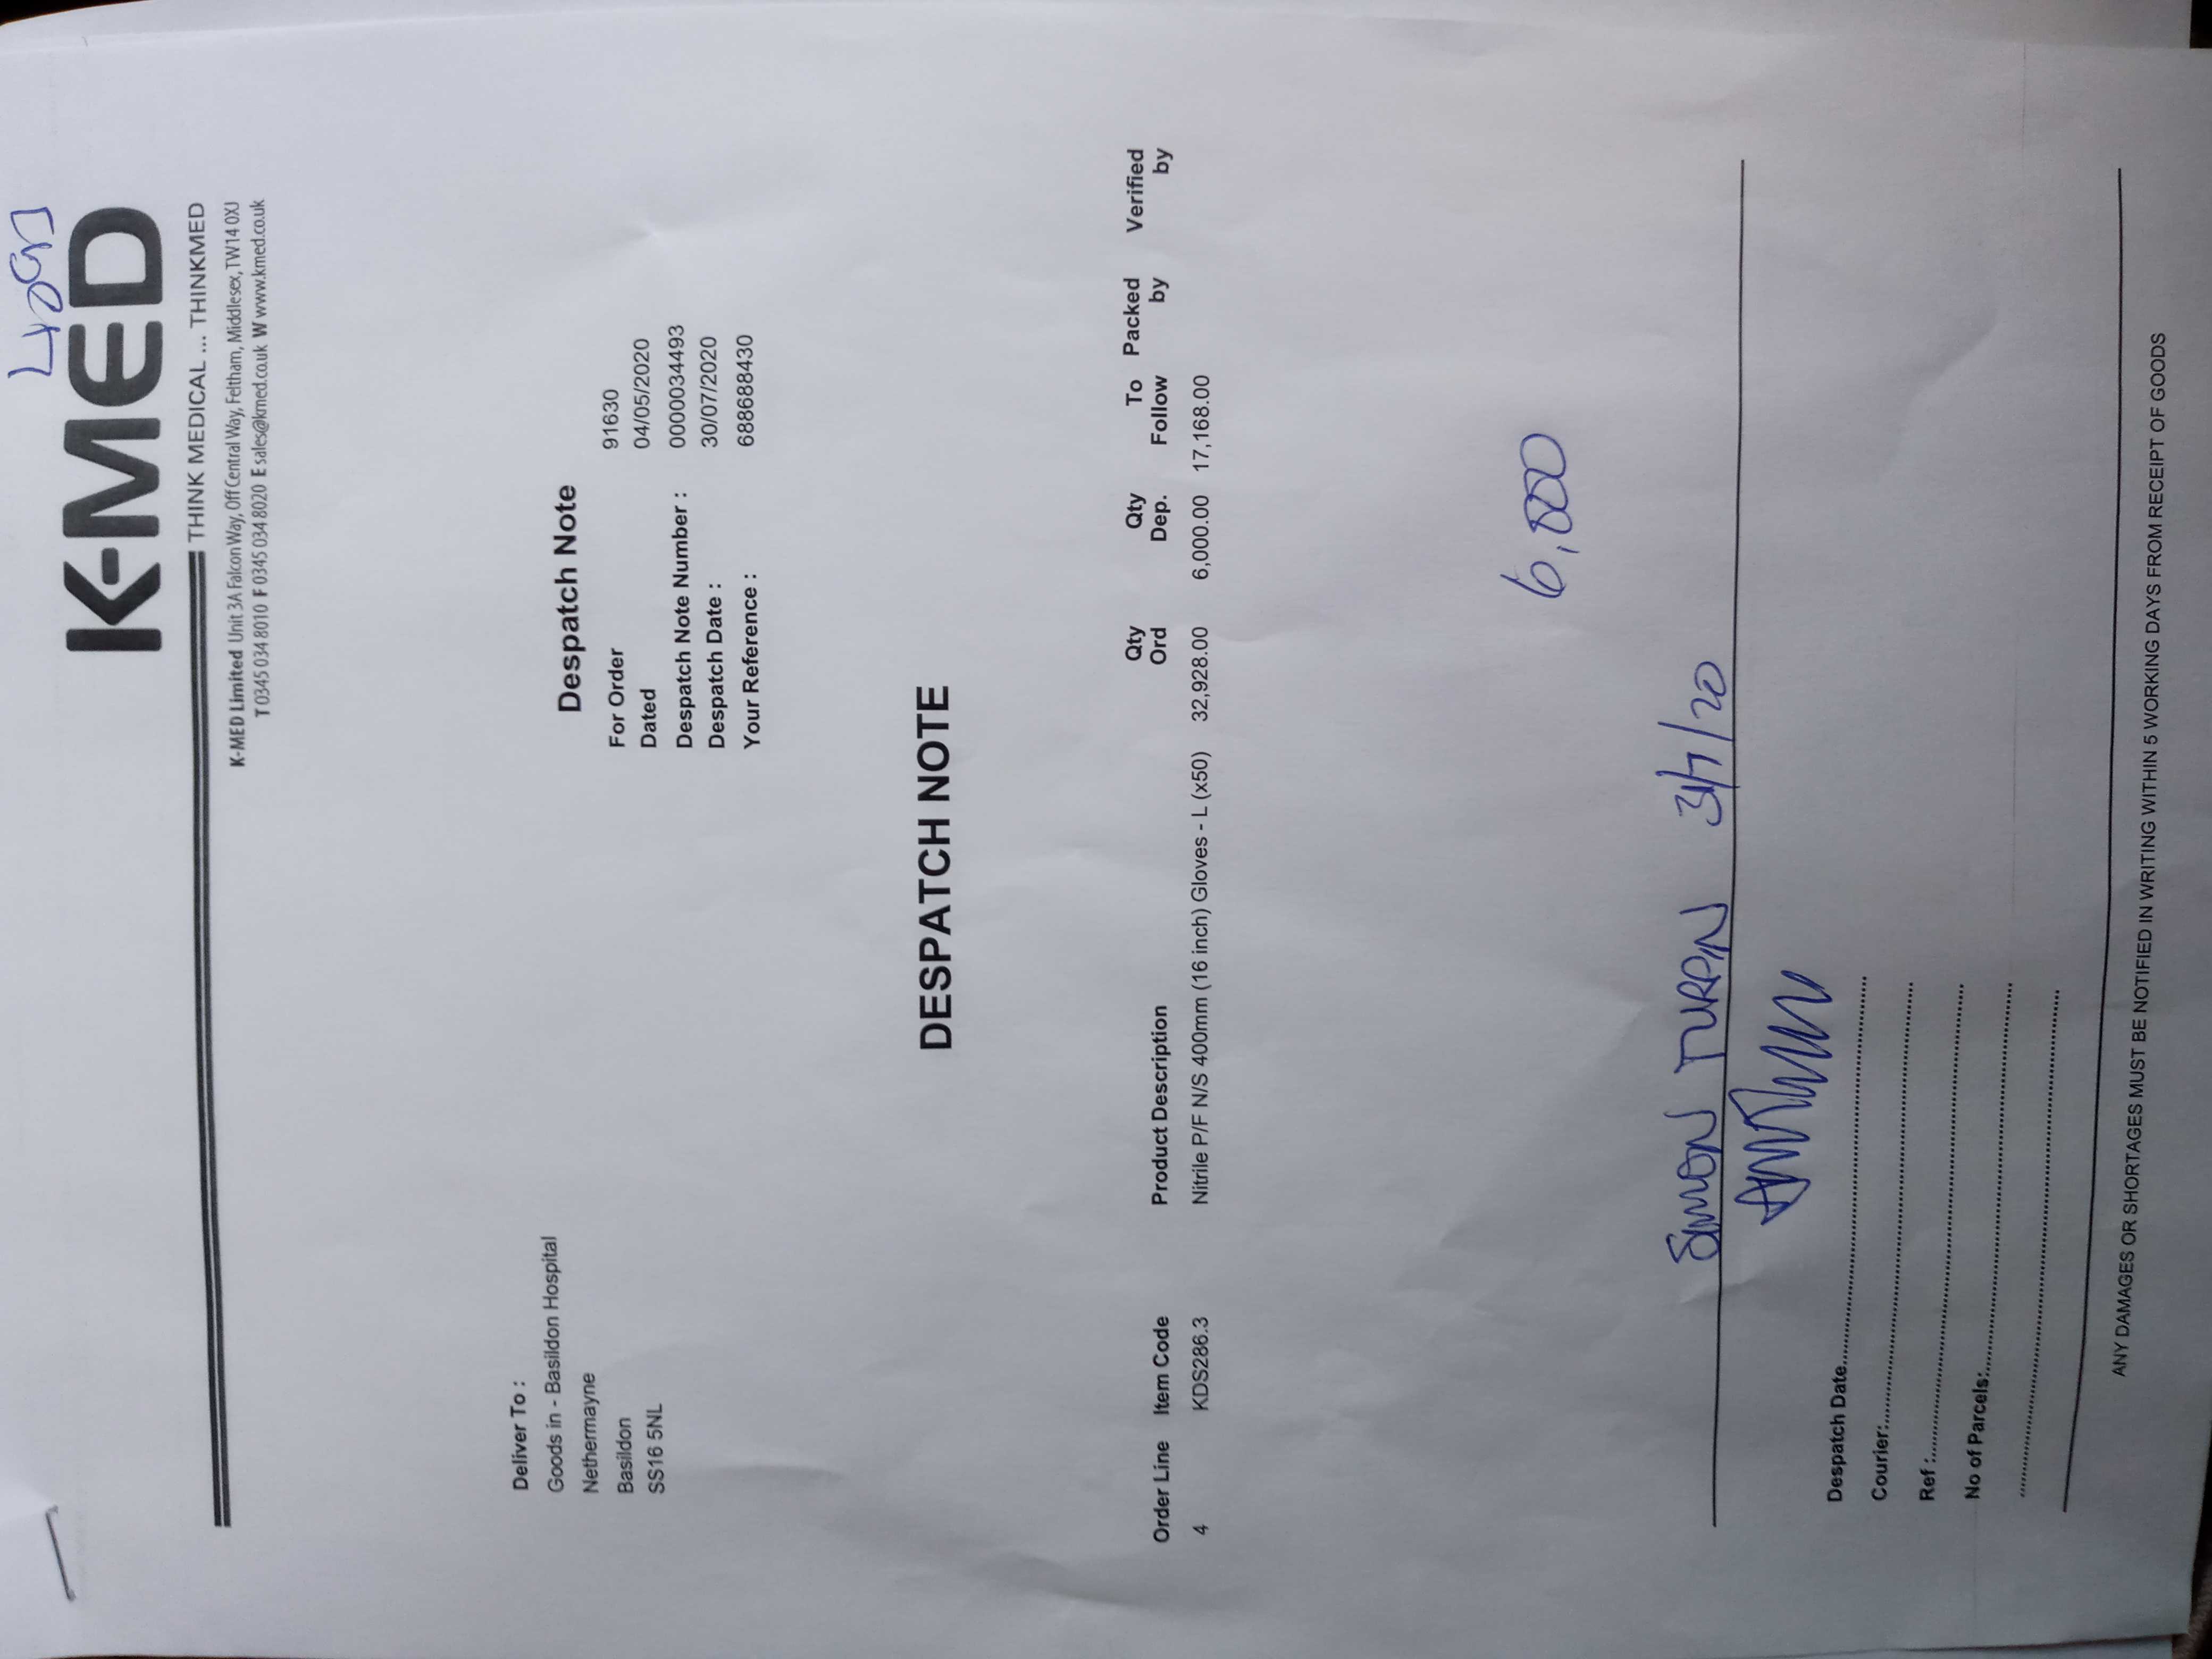 K-MED
THINK MEDICAL ... THINKMED
K-MED Limited Unit 3A Falcon Way, Off Central Way, Feltham, Middlesex, TW14 0XJ
T 0345 034 8010 F 0345 034 8020 E sales@kmed.co.uk W www.kmed.co.uk
Deliver To :
Goods in - Basildon Hospital
Nethermayne
Basildon
SS16 5NL
Despatch Note
For Order 91630
Dated 04/05/2020
Despatch Note Number : 0000034493
Despatch Date : 30/07/2020
Your Reference : 688688430
DESPATCH NOTE
Order Line Item Code Product Description Qty Ord Qty Dep. To Follow Packed by Verified by
4 KDS286.3 Nitrile P/F N/S 400mm (16 inch) Gloves - L (x50) 32,928.00 6,000.00 17,168.00
6,000
SIMON TURPIN 31/7/20
Despatch Date
Courier:
Ref :
No of Parcels:
ANY DAMAGES OR SHORTAGES MUST BE NOTIFIED IN WRITING WITHIN 5 WORKING DAYS FROM RECEIPT OF GOODS